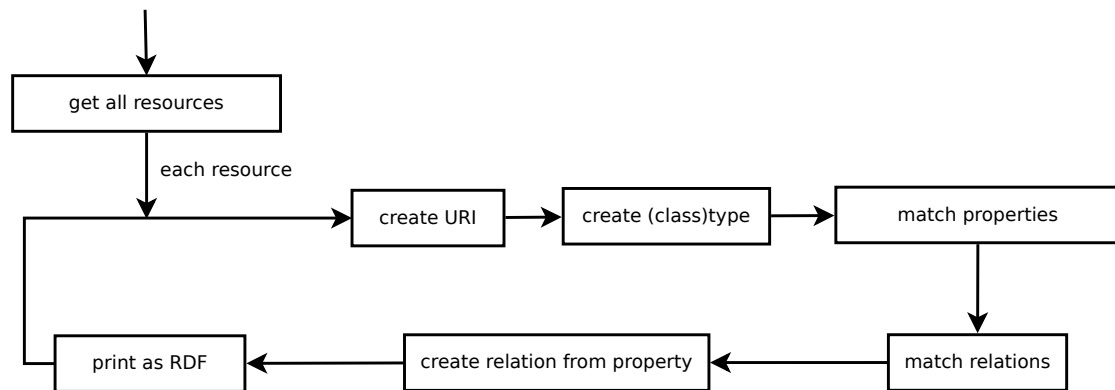 get all resources
each resource
create URI
create (class)type
match properties
match relations
create relation from property
print as RDF